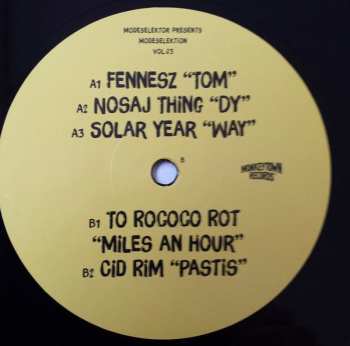 MODESELEKTOR PRESENTS
MODESELEKTION
VOL.03
A1 FENNESZ “TOM”
A2 NOSAJ THING “DY”
A3 SOLAR YEAR “WAY”
B
MONKEYTOWN
RECORDS
B1 TO ROCOCO ROT
“MILES AN HOUR”
B2 CID RIM “PASTIS”